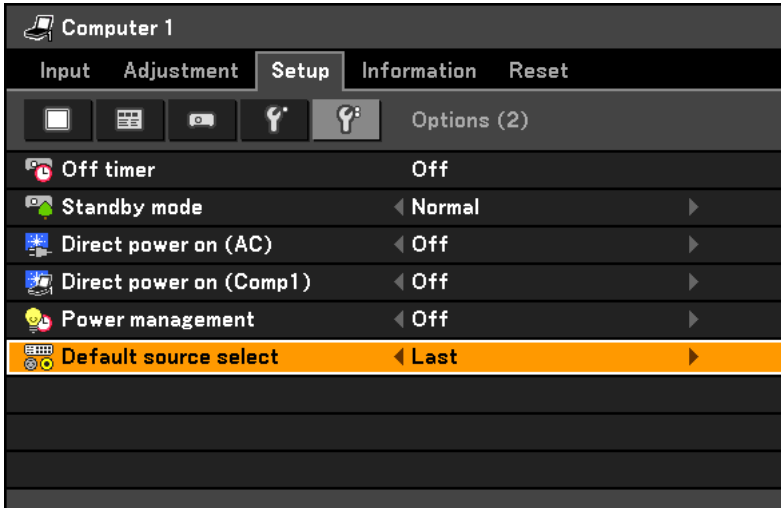 Computer 1
Input Adjustment Setup Information Reset
Options (2)
Off timer Off
Standby mode Normal
Direct power on (AC) Off
Direct power on (Comp1) Off
Power management Off
Default source select Last